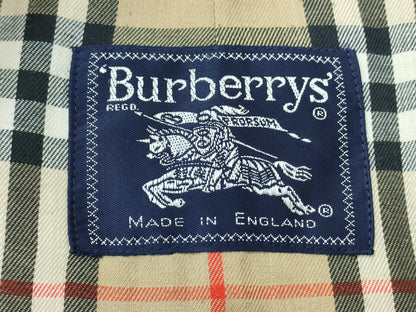 'Burberrys'
REGD. ®
PRORSUM
MADE IN ENGLAND
®